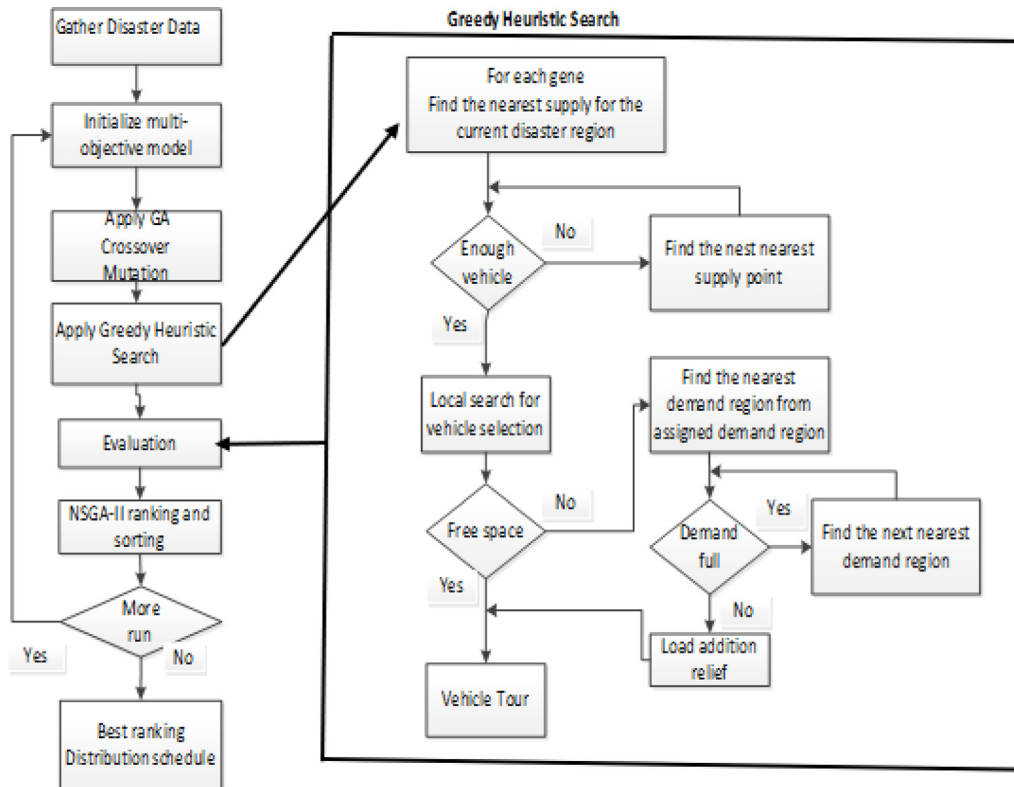 Greedy Heuristic Search
Gather Disaster Data
Initialize multi-
objective model
Apply GA
Crossover
Mutation
Apply Greedy Heuristic
Search
Evaluation
NSGA-II ranking and
sorting
More
run
Yes
No
Best ranking
Distribution schedule
For each gene
Find the nearest supply for the
current disaster region
Enough
vehicle
No
Find the nest nearest
supply point
Yes
Local search for
vehicle selection
Find the nearest
demand region from
assigned demand region
Free space
No
Demand
full
Yes
Find the next nearest
demand region
Yes
No
Load addition
relief
Vehicle Tour